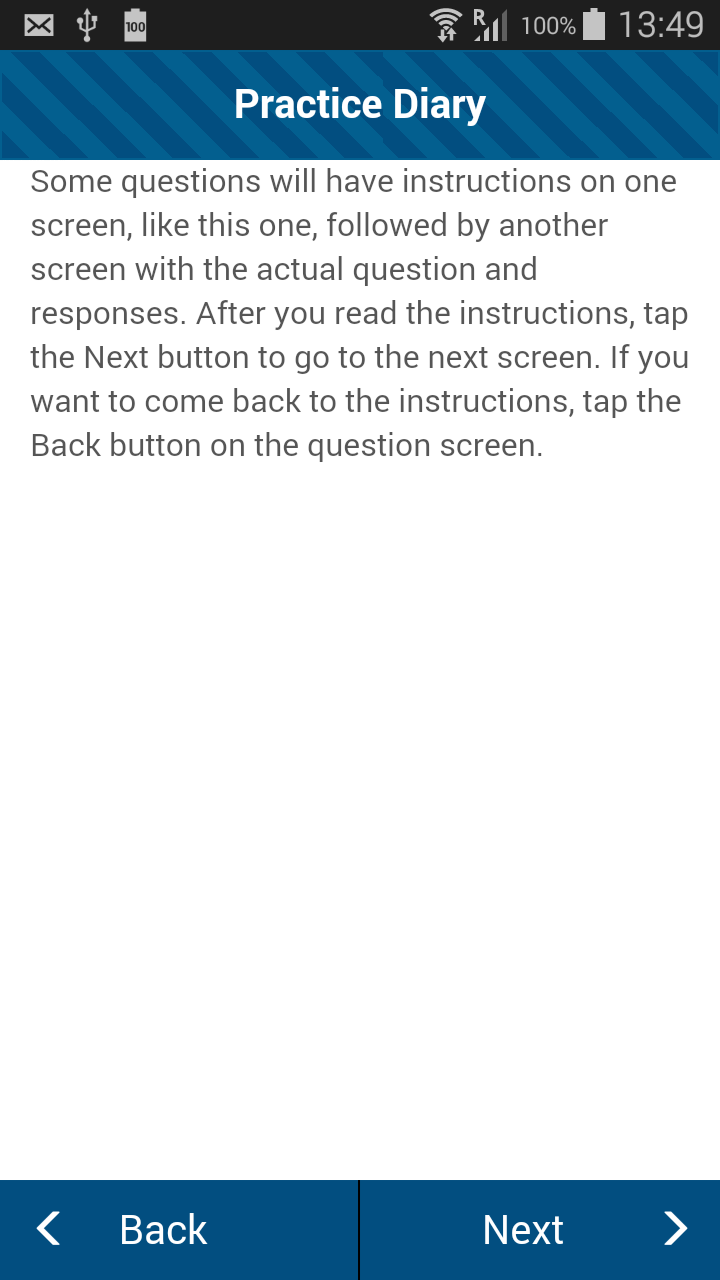 100 R 100% 13:49
Practice Diary
Some questions will have instructions on one
screen, like this one, followed by another
screen with the actual question and
responses. After you read the instructions, tap
the Next button to go to the next screen. If you
want to come back to the instructions, tap the
Back button on the question screen.
Back Next